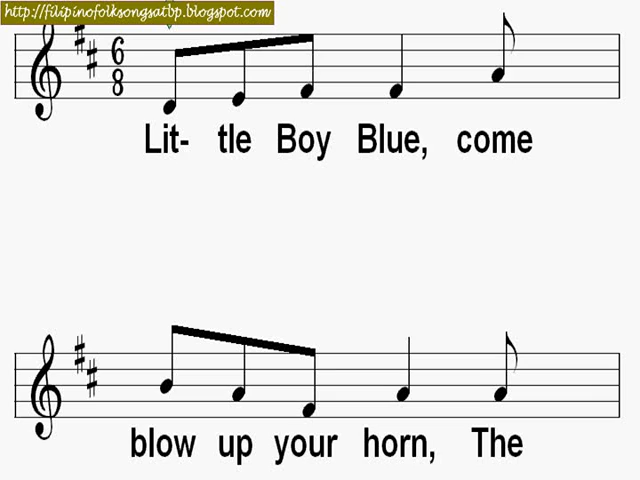 http://filipinofolksongsatbp.blogspot.com
6
8
Lit- tle Boy Blue, come
blow up your horn, The